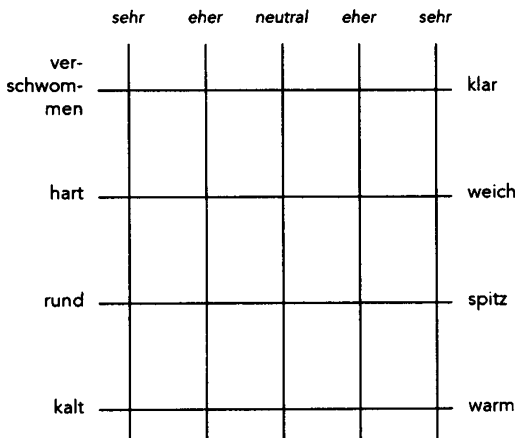 sehr eher neutral eher sehr
ver-
schwom-
men
klar
hart weich
rund spitz
kalt warm